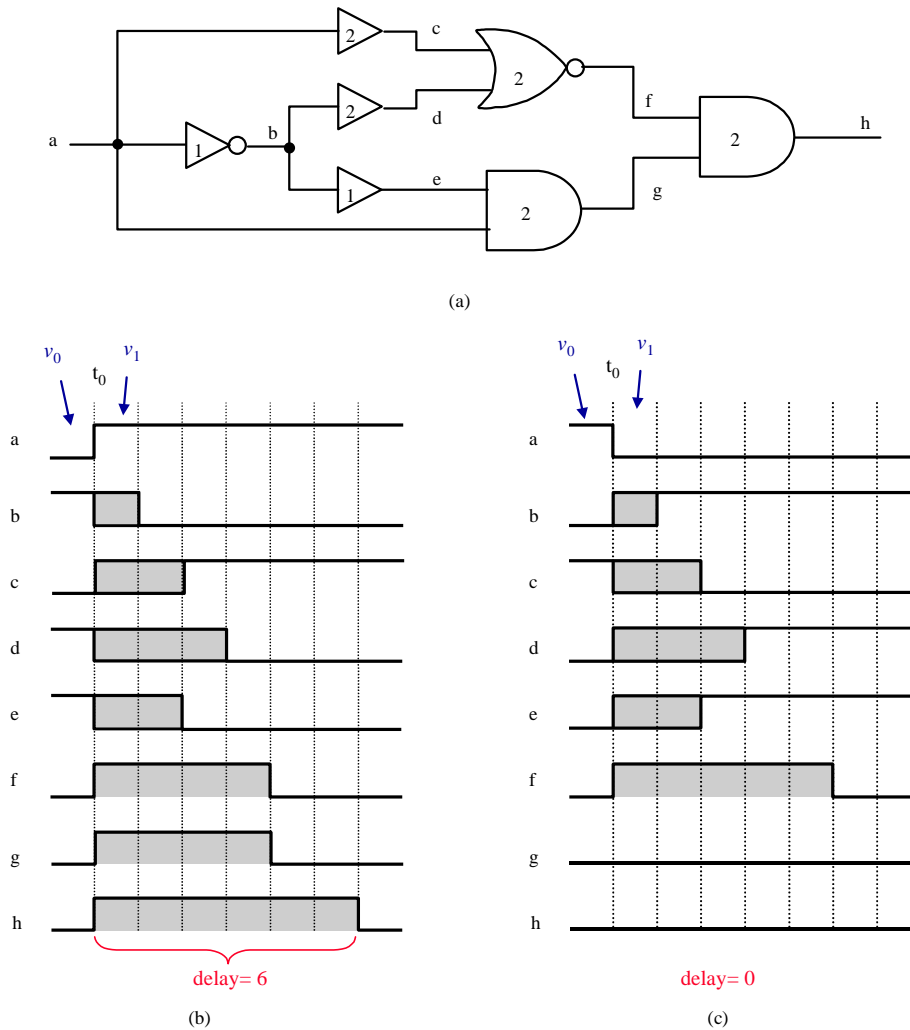 2 c
2
f
a 1 b 2 d 2 h
1 e
2 g
(a)
v0 t0 v1
a
b
c
d
e
f
g
h
delay= 6
(b)
v0 t0 v1
a
b
c
d
e
f
g
h
delay= 0
(c)